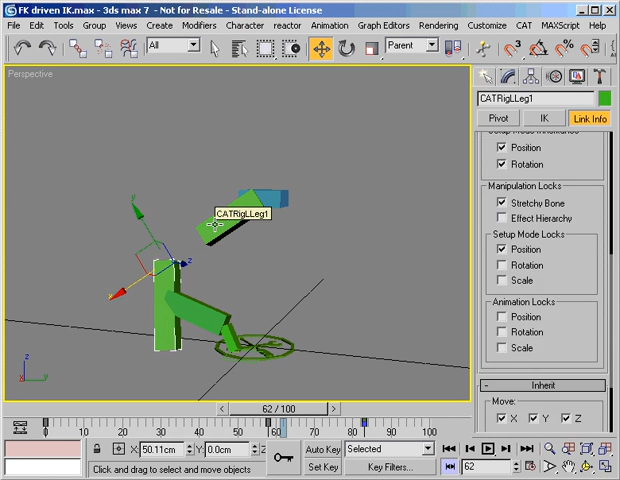 FK driven IK.max - 3ds max 7 - Not for Resale - Stand-alone License
File Edit Tools Group Views Create Modifiers Character reactor Animation Graph Editors Rendering Customize CAT MAXScript Help
All
Parent
3
Perspective
CATRigLLeg1
CATRigLLeg1
Pivot IK Link Info
Position
Rotation
Manipulation Locks
Stretchy Bone
Effect Hierarchy
Setup Mode Locks
Position
Rotation
Scale
Animation Locks
Position
Rotation
Scale
- Inherit
Move:
X Y Z
z
y
x
62 / 100
0 10 20 30 40 50 60 70 80 90 100
X: 50.11cm Y: 0.0cm Z
Auto Key Selected
Set Key Key Filters...
Click and drag to select and move objects
62